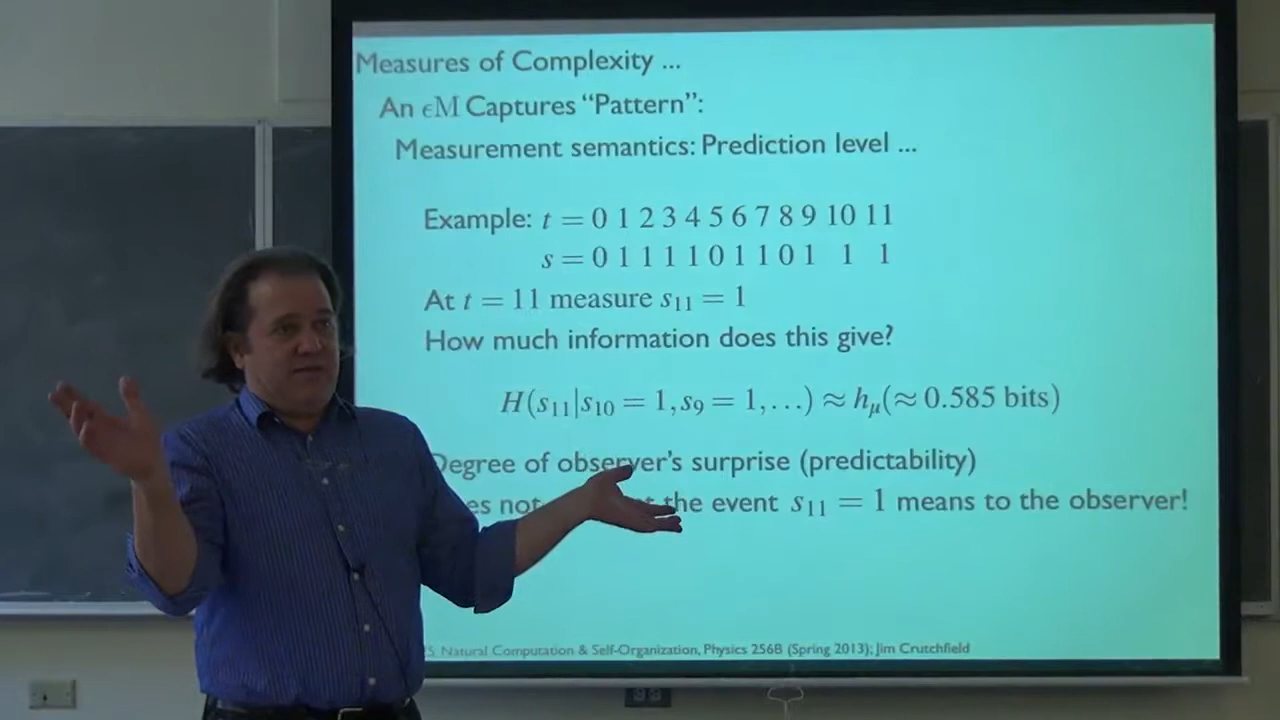 Measures of Complexity ...
An ϵM Captures “Pattern”:
Measurement semantics: Prediction level ...
Example: t = 0 1 2 3 4 5 6 7 8 9 10 11
s = 0 1 1 1 1 0 1 1 0 1 1 1
At t = 11 measure s₁₁ = 1
How much information does this give?
H(s₁₁|s₁₀ = 1, s₉ = 1, . . .) ≈ hμ(≈ 0.585 bits)
Degree of observer’s surprise (predictability)
not the event s₁₁ = 1 means to the observer!
Natural Computation & Self-Organization, Physics 256B (Spring 2013); Jim Crutchfield